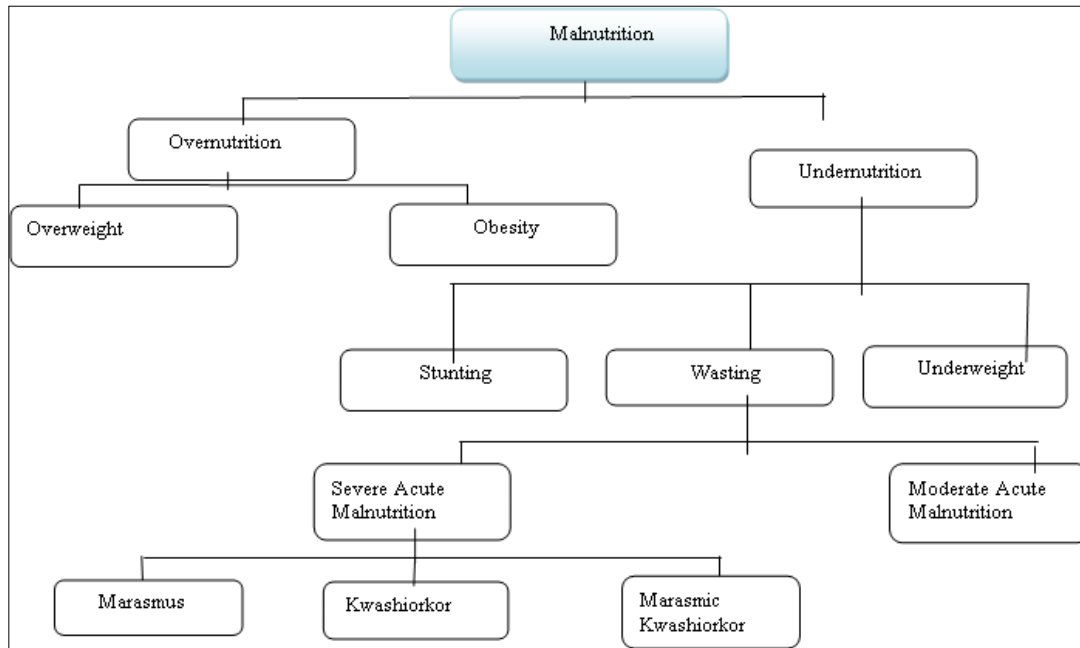 Malnutrition
Overnutrition
Undernutrition
Overweight
Obesity
Stunting
Wasting
Underweight
Severe Acute
Malnutrition
Moderate Acute
Malnutrition
Marasmus
Kwashiorkor
Marasmic
Kwashiorkor